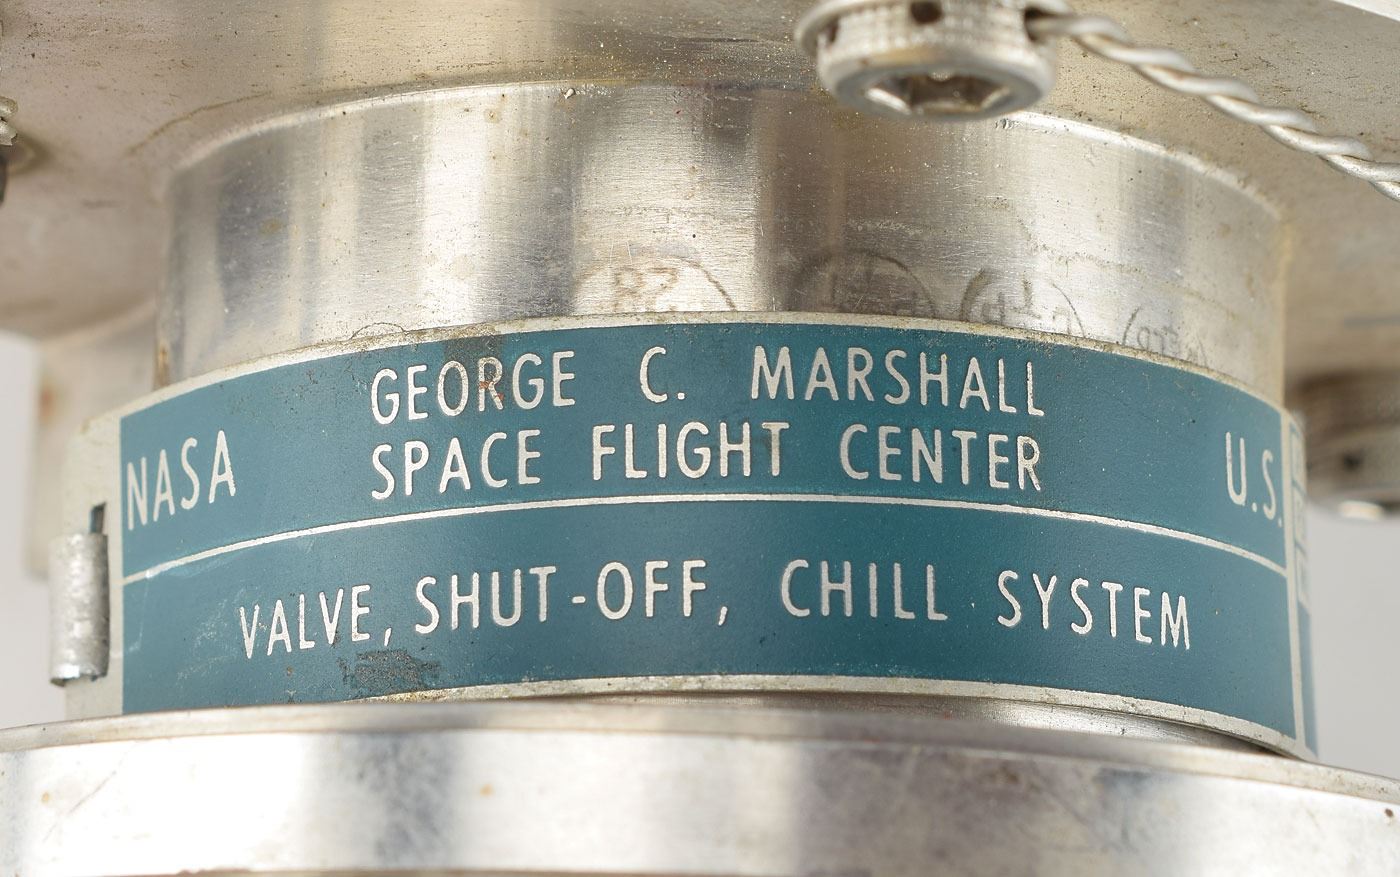 GEORGE C. MARSHALL
NASA SPACE FLIGHT CENTER U.S.
VALVE, SHUT-OFF, CHILL SYSTEM